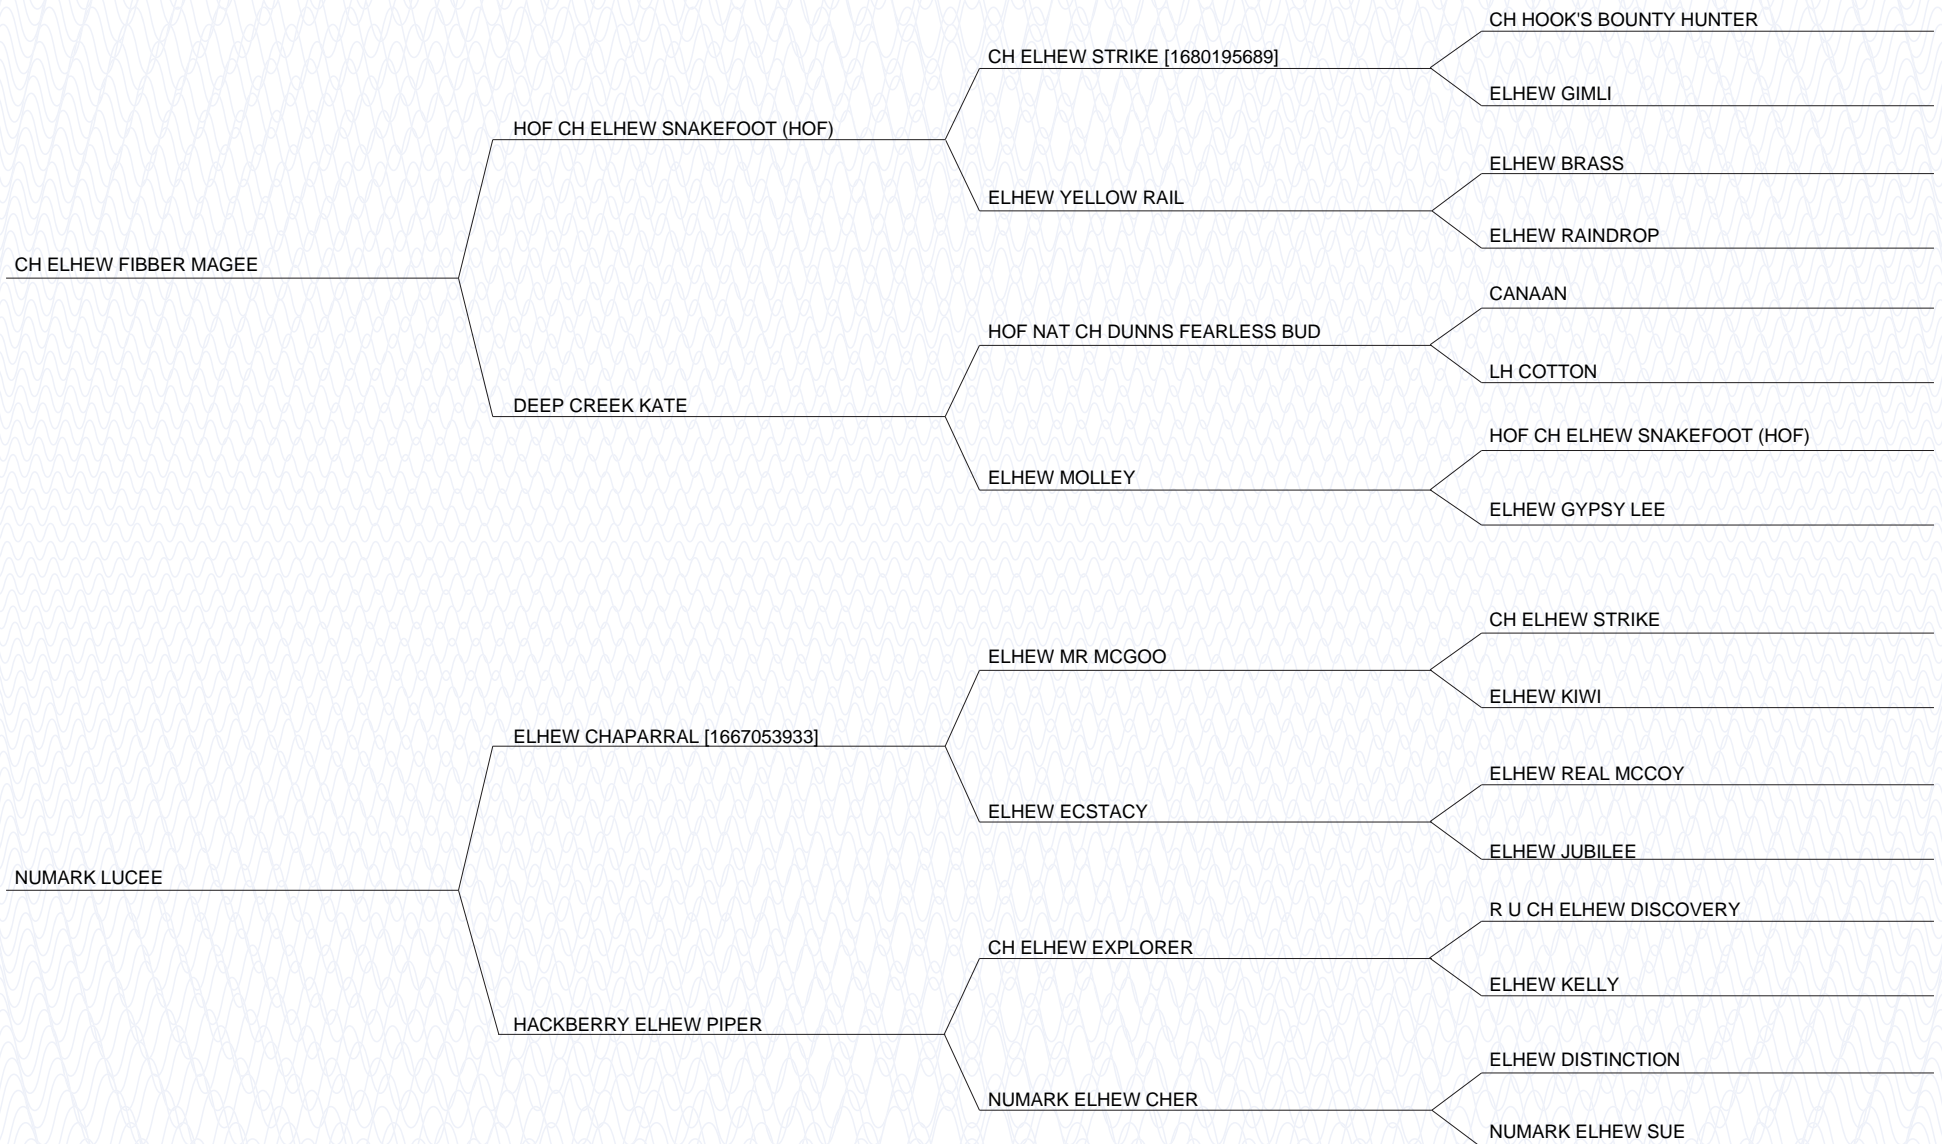 CH HOOK'S BOUNTY HUNTER
CH ELHEW STRIKE [1680195689]
ELHEW GIMLI
HOF CH ELHEW SNAKEFOOT (HOF)
ELHEW BRASS
ELHEW YELLOW RAIL
ELHEW RAINDROP
CH ELHEW FIBBER MAGEE
CANAAN
HOF NAT CH DUNNS FEARLESS BUD
LH COTTON
DEEP CREEK KATE
HOF CH ELHEW SNAKEFOOT (HOF)
ELHEW MOLLEY
ELHEW GYPSY LEE
CH ELHEW STRIKE
ELHEW MR MCGOO
ELHEW KIWI
ELHEW CHAPARRAL [1667053933]
ELHEW REAL MCCOY
ELHEW ECSTACY
ELHEW JUBILEE
NUMARK LUCEE
R U CH ELHEW DISCOVERY
CH ELHEW EXPLORER
ELHEW KELLY
HACKBERRY ELHEW PIPER
ELHEW DISTINCTION
NUMARK ELHEW CHER
NUMARK ELHEW SUE